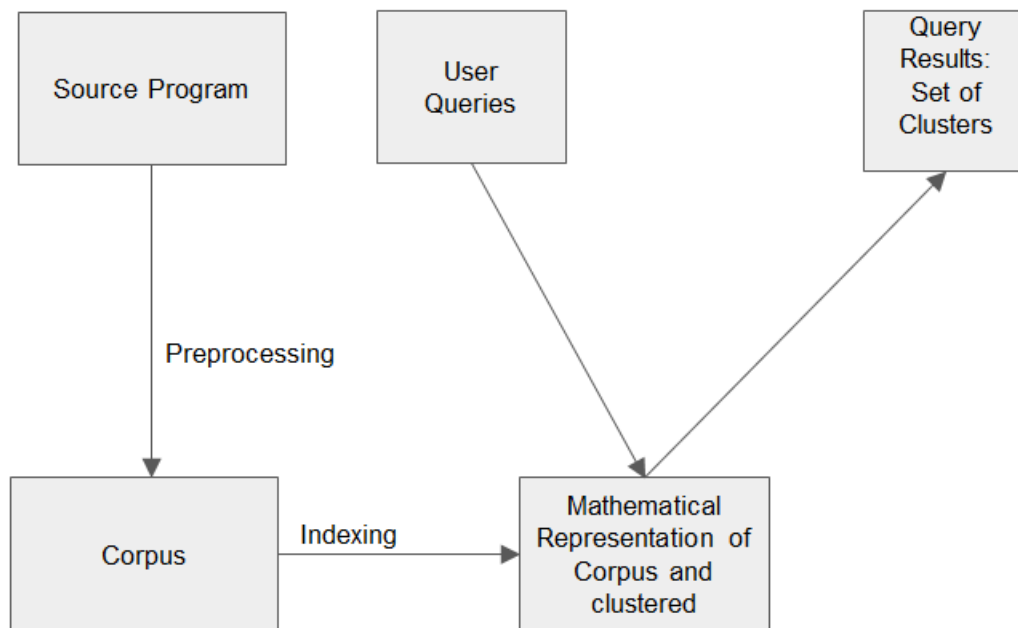 Source Program
User
Queries
Query
Results:
Set of
Clusters
Preprocessing
Corpus
Indexing
Mathematical
Representation of
Corpus and
clustered